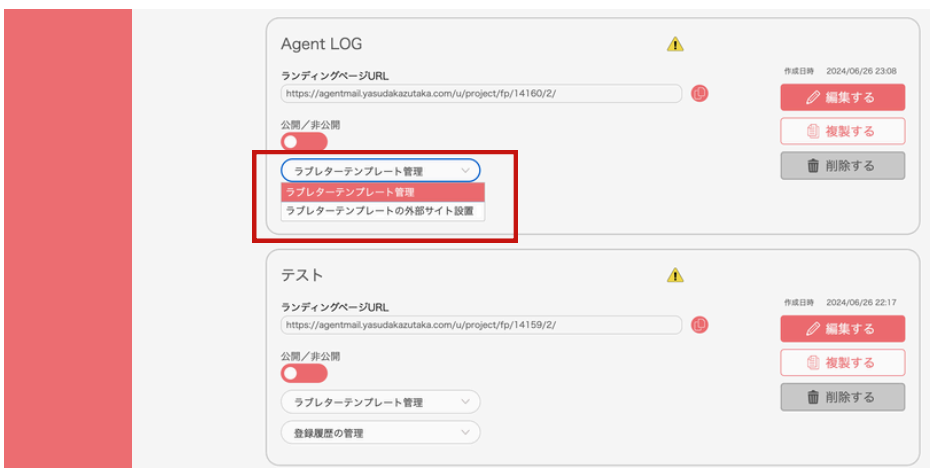 Agent LOG
ランディングページURL
作成日時 2024/06/26 23:08
https://agentmail.yasudakazutaka.com/u/project/fp/14160/2/
編集する
公開／非公開
複製する
ラブレターテンプレート管理
削除する
ラブレターテンプレート管理
ラブレターテンプレートの外部サイト設置
テスト
ランディングページURL
作成日時 2024/06/26 22:17
https://agentmail.yasudakazutaka.com/u/project/fp/14159/2/
編集する
公開／非公開
複製する
ラブレターテンプレート管理
削除する
登録履歴の管理